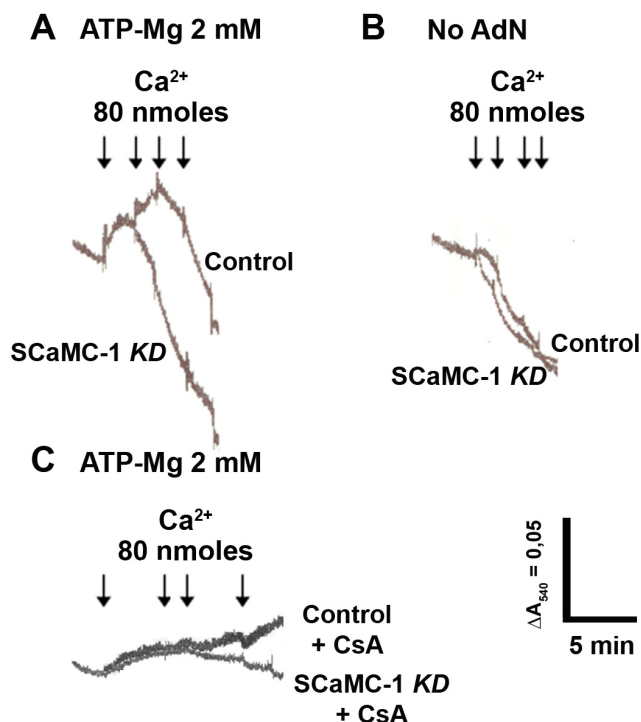 A ATP-Mg 2 mM
Ca²⁺
80 nmoles
Control
SCaMC-1 KD
B No AdN
Ca²⁺
80 nmoles
Control
SCaMC-1 KD
C ATP-Mg 2 mM
Ca²⁺
80 nmoles
Control
+ CsA
SCaMC-1 KD
+ CsA
ΔA₅₄₀ = 0,05
5 min